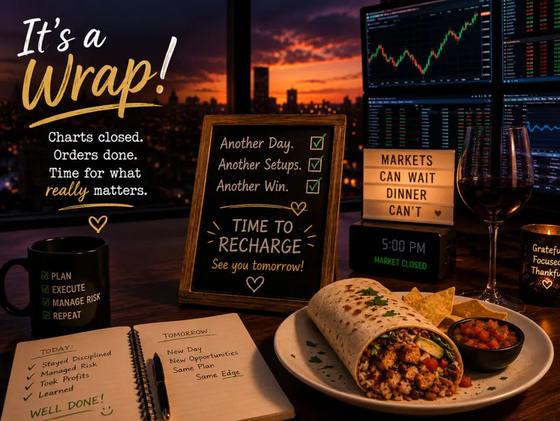 It's a
Wrap!
Charts closed.
Orders done.
Time for what
really matters.
Another Day.
Another Setups.
Another Win.
TIME TO
RECHARGE
See you tomorrow!
MARKETS
CAN WAIT
DINNER
CAN'T
5:00 PM
MARKET CLOSED
Grateful
Focused
Thankful
PLAN
EXECUTE
MANAGE RISK
REPEAT
TODAY:
Stayed Disciplined
Managed Risk
Took Profits
Learned
WELL DONE!
TOMORROW
New Day
New Opportunities
Same Plan
Same Edge